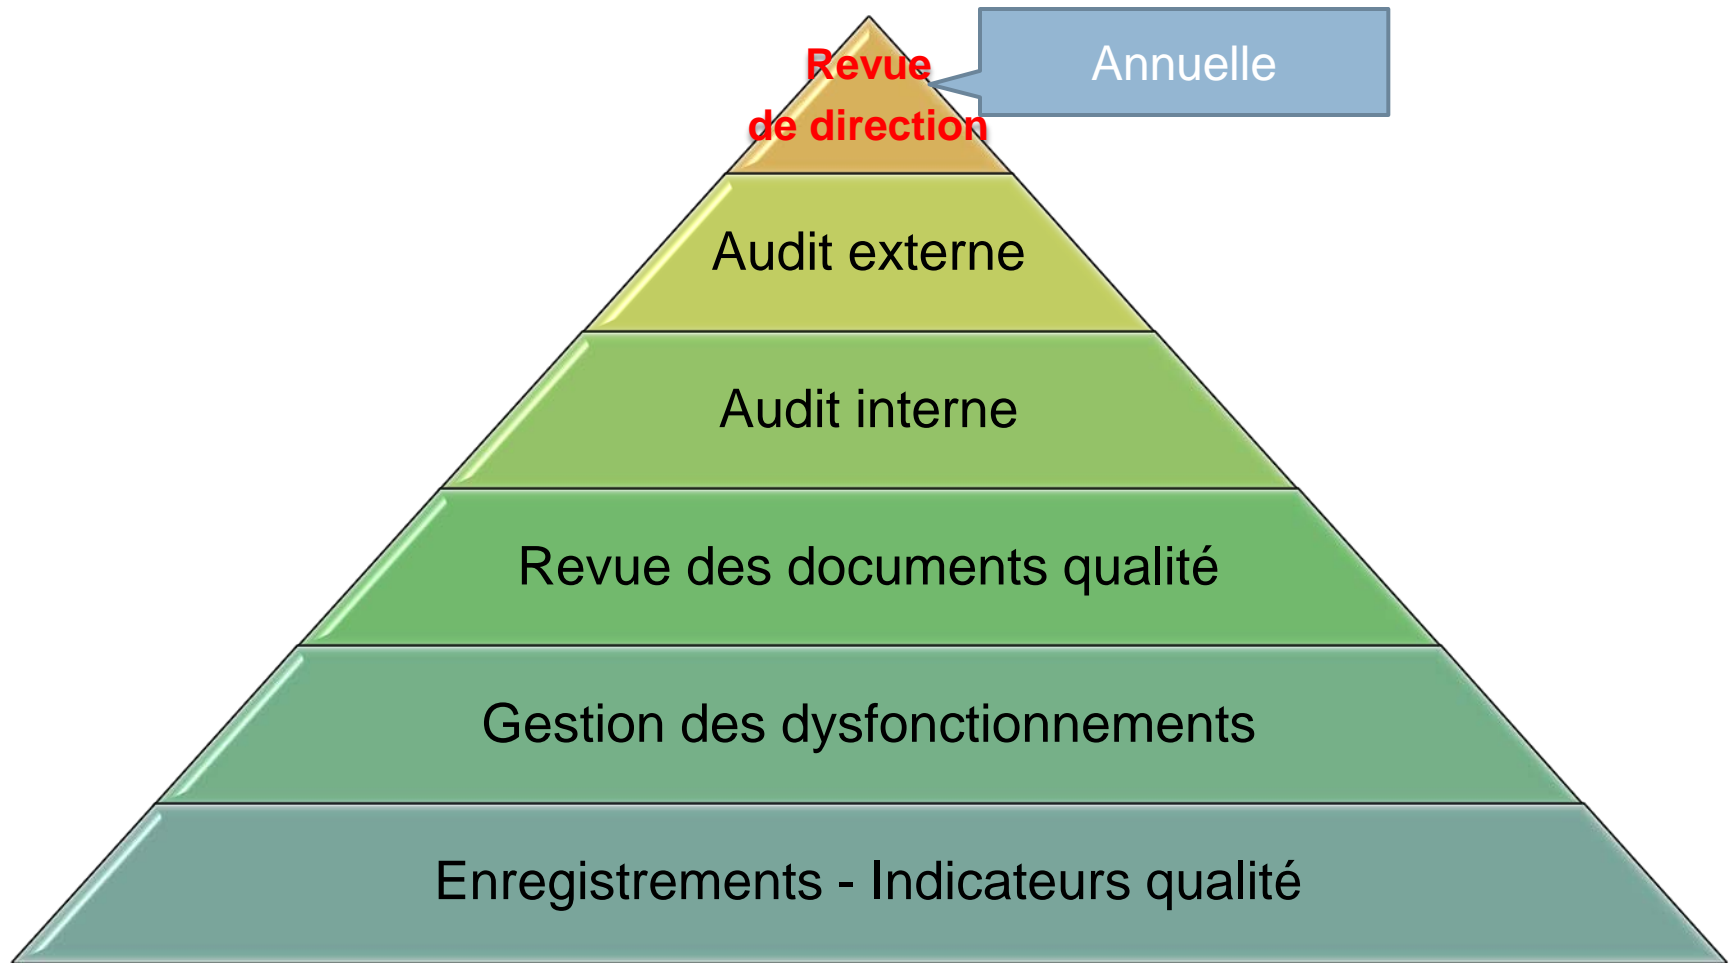 Revue
de direction
Annuelle
Audit externe
Audit interne
Revue des documents qualité
Gestion des dysfonctionnements
Enregistrements - Indicateurs qualité